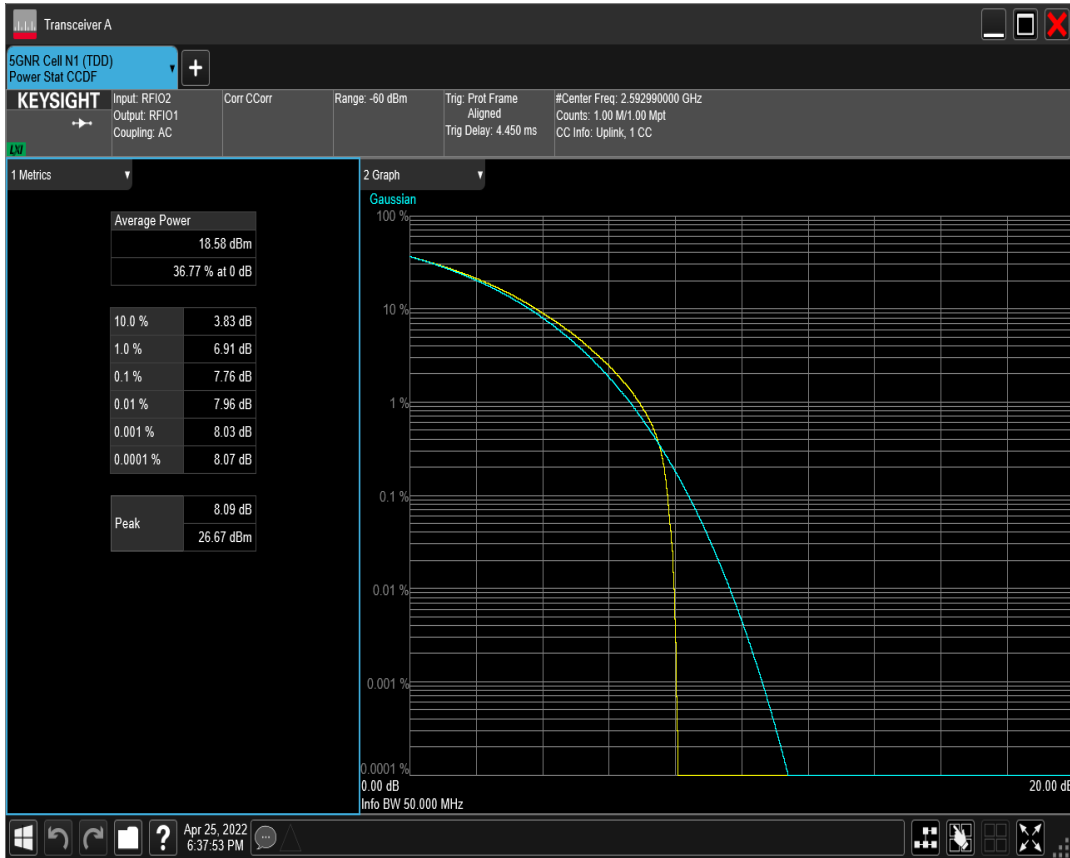 Transceiver A
5GNR Cell N1 (TDD)
Power Stat CCDF
+
KEYSIGHT
LXI
Input: RFIO2
Output: RFIO1
Coupling: AC
Corr CCorr
Range: -60 dBm
Trig: Prot Frame
Aligned
Trig Delay: 4.450 ms
#Center Freq: 2.592990000 GHz
Counts: 1.00 M/1.00 Mpt
CC Info: Uplink, 1 CC
1 Metrics
Average Power
18.58 dBm
36.77 % at 0 dB
10.0 % 3.83 dB
1.0 % 6.91 dB
0.1 % 7.76 dB
0.01 % 7.96 dB
0.001 % 8.03 dB
0.0001 % 8.07 dB
Peak
8.09 dB
26.67 dBm
2 Graph
Gaussian
100 %
10 %
1 %
0.1 %
0.01 %
0.001 %
0.0001 %
0.00 dB
20.00 dB
Info BW 50.000 MHz
?
Apr 25, 2022
6:37:53 PM